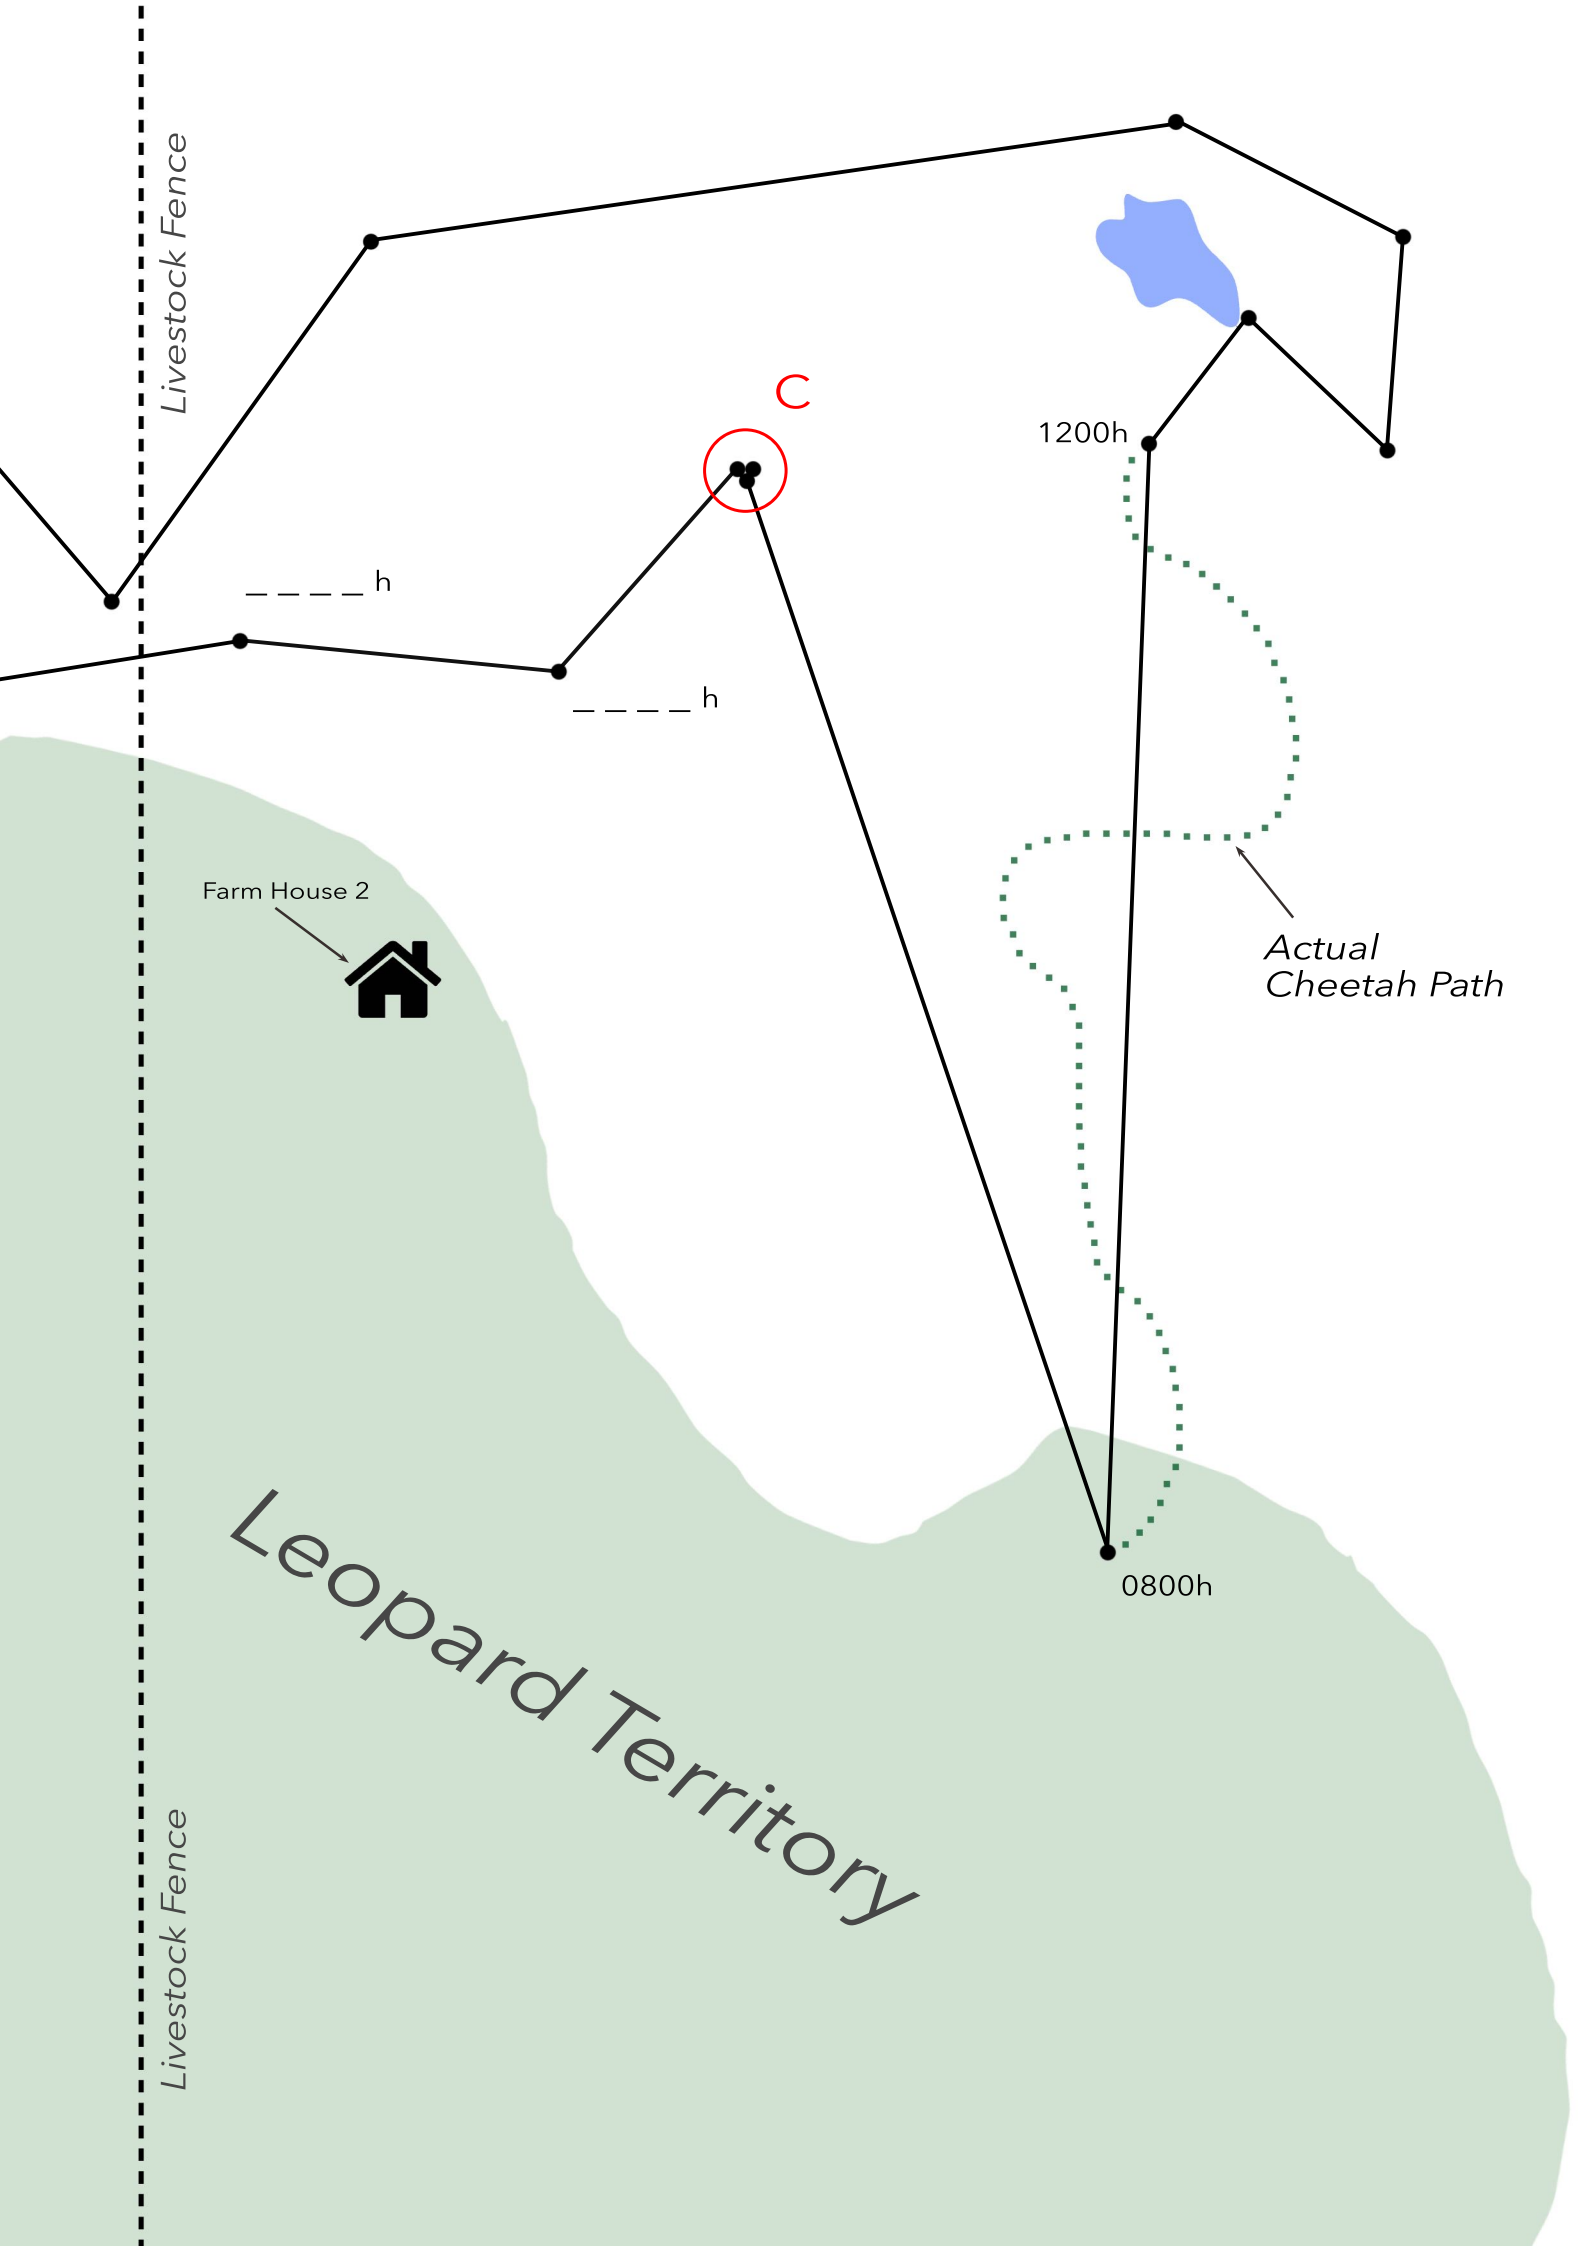 Livestock Fence
C
1200h
_ _ _ _ h
_ _ _ _ h
Farm House 2
Actual
Cheetah Path
Leopard Territory
0800h
Livestock Fence